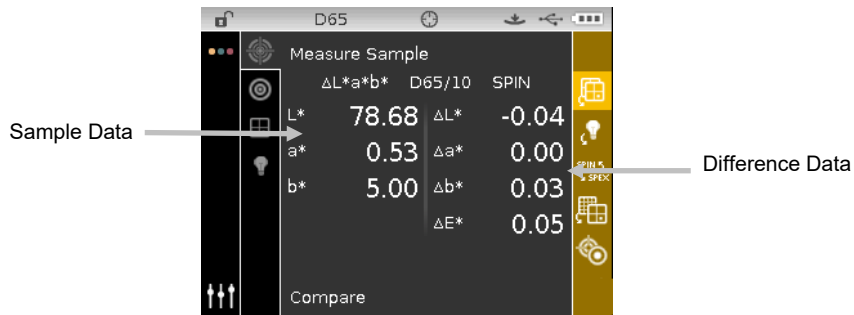 D65
Measure Sample
ΔL*a*b* D65/10 SPIN
L* 78.68 ΔL* -0.04
a* 0.53 Δa* 0.00
b* 5.00 Δb* 0.03
ΔE* 0.05
Compare
SPIN
SPEX
Sample Data
Difference Data